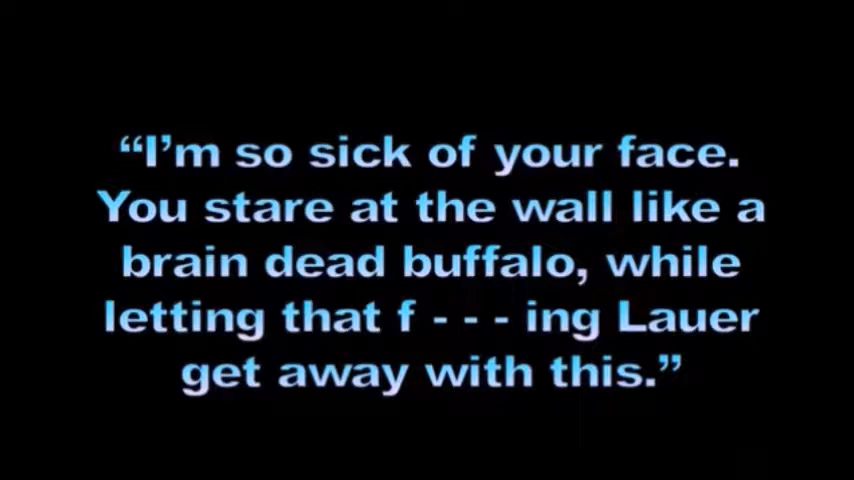 “I’m so sick of your face.
You stare at the wall like a
brain dead buffalo, while
letting that f - - - ing Lauer
get away with this.”